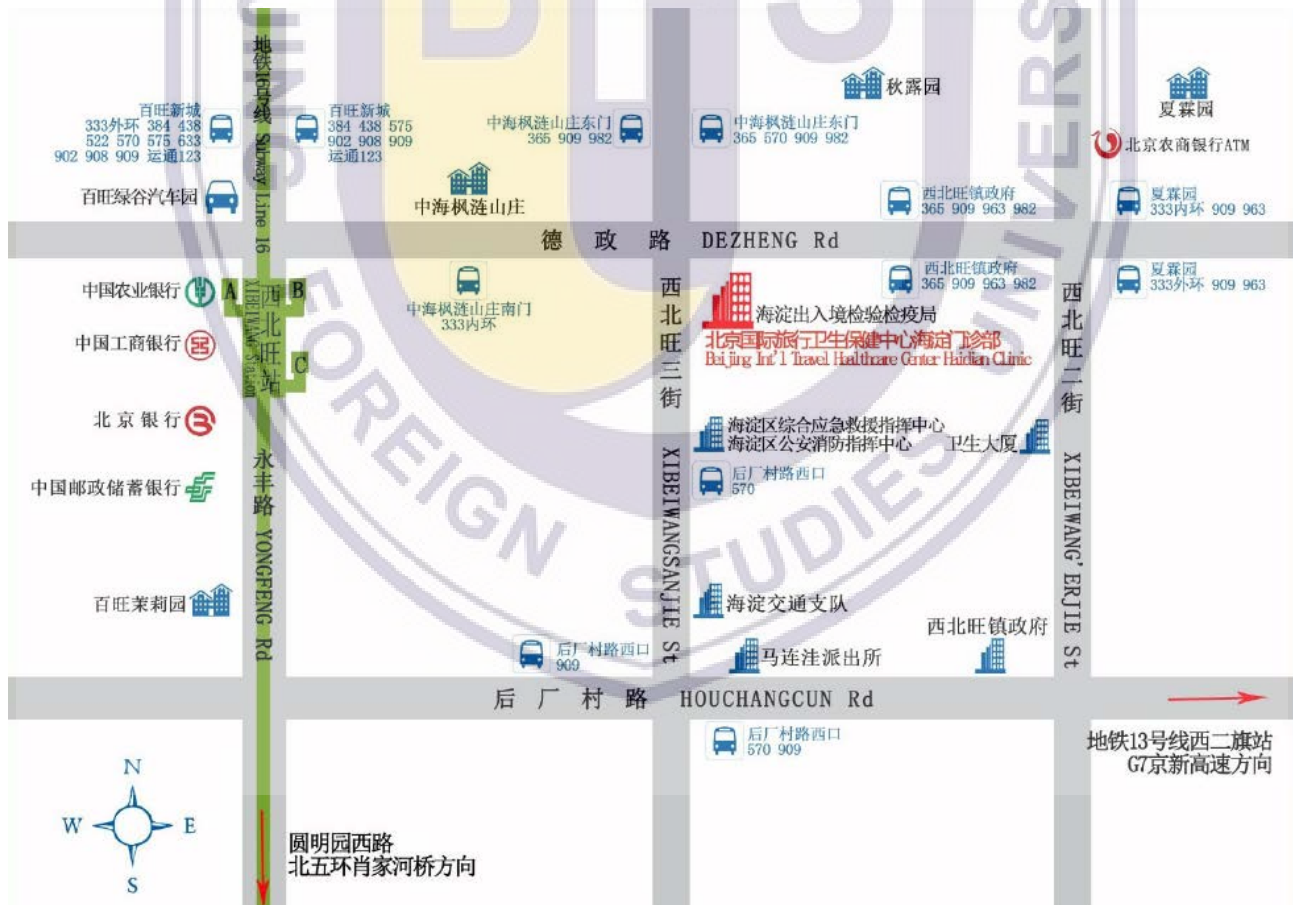 BEIJING FOREIGN STUDIES UNIVERSITY
地铁16号线 Subway Line 16
百旺新城
333外环 384 438
522 570 575 633
902 908 909 运通123
百旺新城
384 438 575
902 908 909
运通123
中海枫涟山庄东门
365 909 982
中海枫涟山庄东门
365 570 909 982
秋露园
夏霖园
北京农商银行ATM
百旺绿谷汽车园
中海枫涟山庄
西北旺镇政府
365 909 963 982
夏霖园
333内环 909 963
德政路 DEZHENG Rd
中国农业银行
A
B
C
西北旺站
XIBEIWANG Station
中海枫涟山庄南门
333内环
西北旺三街
XIBEIWANGSANJIE St
海淀出入境检验检疫局
北京国际旅行卫生保健中心海淀门诊部
Beijing Int'l Travel Healthcare Center Haidian Clinic
西北旺镇政府
365 909 963 982
西北旺二街
XIBEIWANG'ERJIE St
夏霖园
333外环 909 963
中国工商银行
北京银行
海淀区综合应急救援指挥中心
海淀区公安消防指挥中心
卫生大厦
中国邮政储蓄银行
永丰路 YONGFENG Rd
后厂村路西口
570
百旺茉莉园
海淀交通支队
西北旺镇政府
后厂村路西口
909
马连洼派出所
后厂村路 HOUCHANGCUN Rd
后厂村路西口
570 909
地铁13号线西二旗站
G7京新高速方向
N
W
E
S
圆明园西路
北五环肖家河桥方向